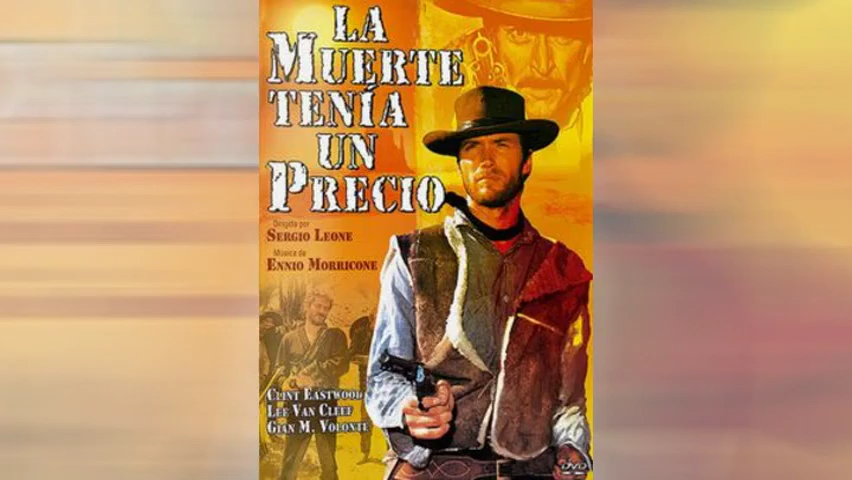 LA
MUERTE
TENÍA
UN
PRECIO
Dirigida por
SERGIO LEONE
Música de
ENNIO MORRICONE
CLINT EASTWOOD
LEE VAN CLEEF
GIAN M. VOLONTE
DVD